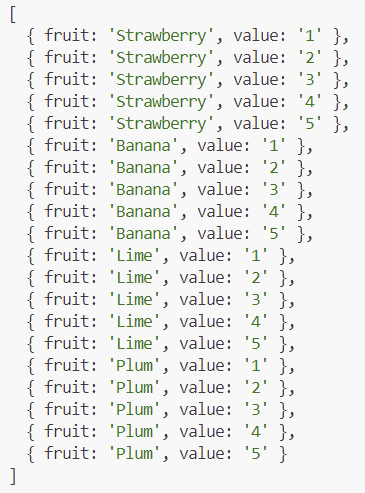 [
  { fruit: 'Strawberry', value: '1' },
  { fruit: 'Strawberry', value: '2' },
  { fruit: 'Strawberry', value: '3' },
  { fruit: 'Strawberry', value: '4' },
  { fruit: 'Strawberry', value: '5' },
  { fruit: 'Banana', value: '1' },
  { fruit: 'Banana', value: '2' },
  { fruit: 'Banana', value: '3' },
  { fruit: 'Banana', value: '4' },
  { fruit: 'Banana', value: '5' },
  { fruit: 'Lime', value: '1' },
  { fruit: 'Lime', value: '2' },
  { fruit: 'Lime', value: '3' },
  { fruit: 'Lime', value: '4' },
  { fruit: 'Lime', value: '5' },
  { fruit: 'Plum', value: '1' },
  { fruit: 'Plum', value: '2' },
  { fruit: 'Plum', value: '3' },
  { fruit: 'Plum', value: '4' },
  { fruit: 'Plum', value: '5' }
]